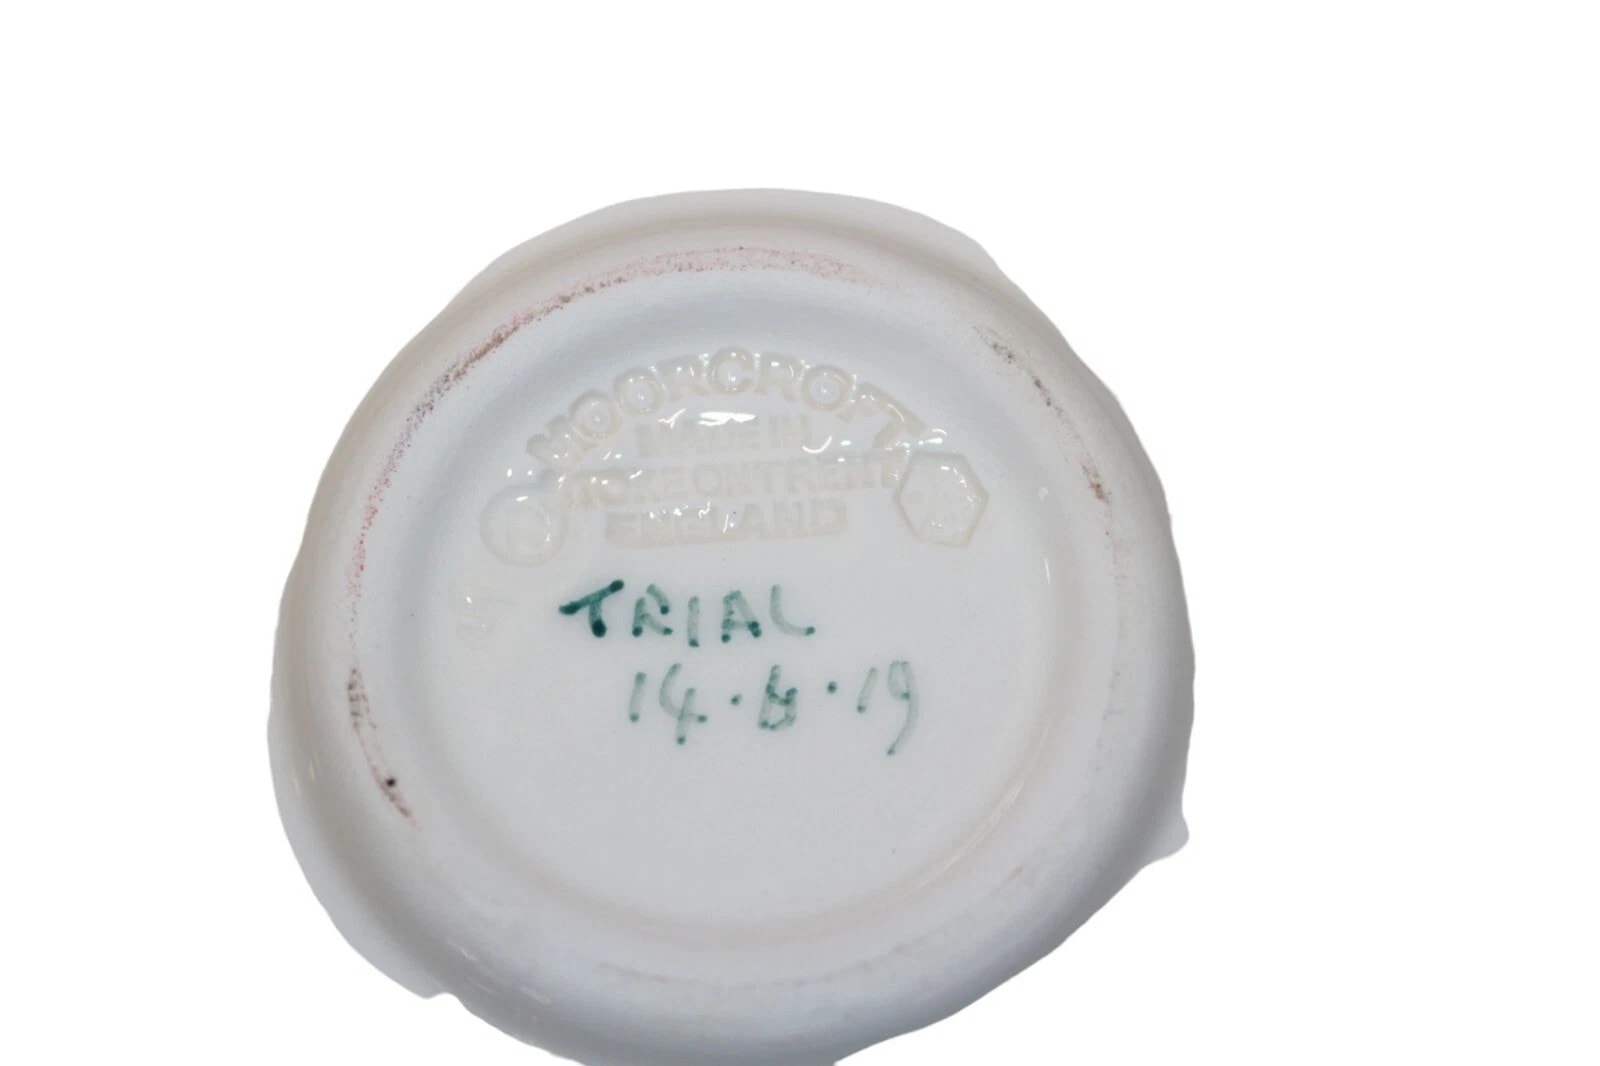 MOORCROFT
MADE IN
STOKE ON TRENT
ENGLAND
TRIAL
14.6.19